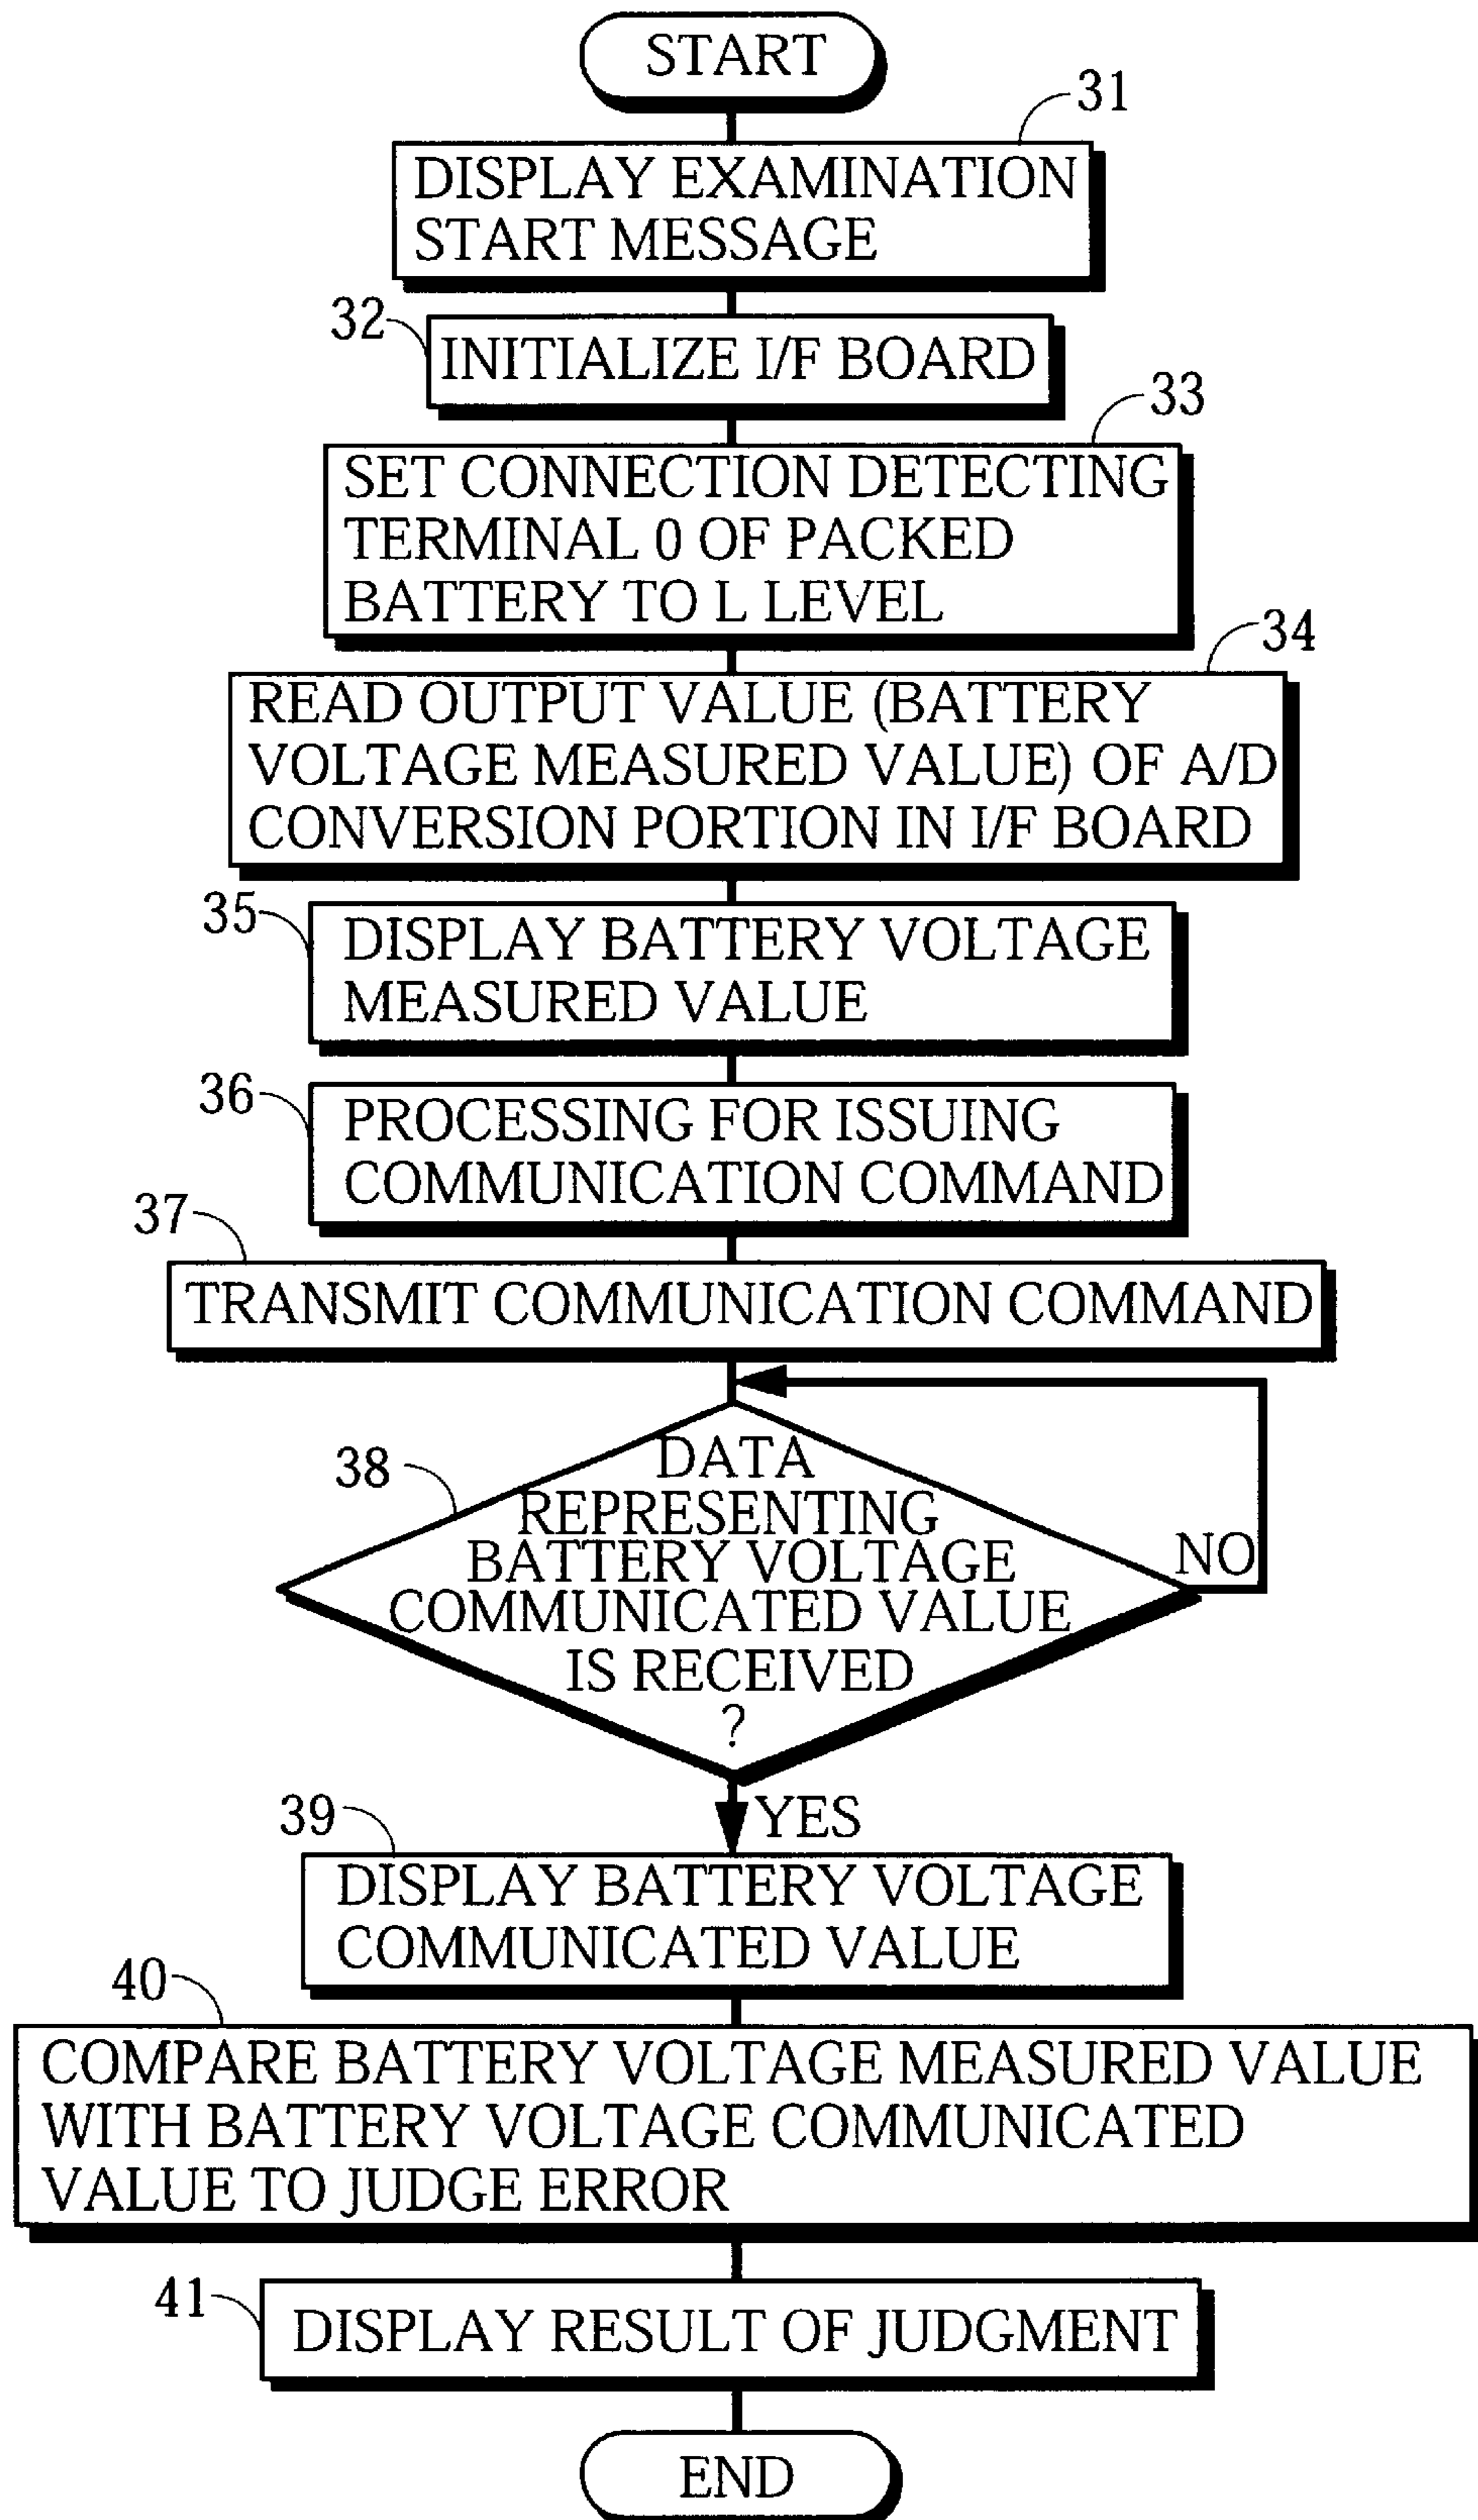 START
31
DISPLAY EXAMINATION
START MESSAGE
32
INITIALIZE I/F BOARD
33
SET CONNECTION DETECTING
TERMINAL 0 OF PACKED
BATTERY TO L LEVEL
34
READ OUTPUT VALUE (BATTERY
VOLTAGE MEASURED VALUE) OF A/D
CONVERSION PORTION IN I/F BOARD
35
DISPLAY BATTERY VOLTAGE
MEASURED VALUE
36
PROCESSING FOR ISSUING
COMMUNICATION COMMAND
37
TRANSMIT COMMUNICATION COMMAND
38
DATA
REPRESENTING
BATTERY VOLTAGE
COMMUNICATED VALUE
IS RECEIVED
?
NO
YES
39
DISPLAY BATTERY VOLTAGE
COMMUNICATED VALUE
40
COMPARE BATTERY VOLTAGE MEASURED VALUE
WITH BATTERY VOLTAGE COMMUNICATED
VALUE TO JUDGE ERROR
41
DISPLAY RESULT OF JUDGMENT
END